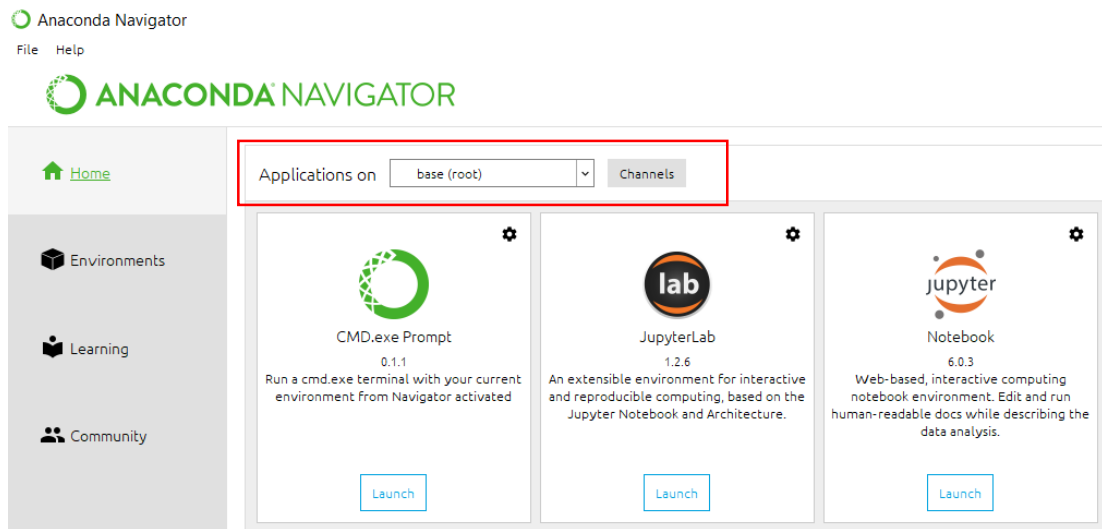 Anaconda Navigator
File Help
ANACONDA NAVIGATOR
Home
Applications on base (root) Channels
Environments
Learning
Community
CMD.exe Prompt
0.1.1
Run a cmd.exe terminal with your current
environment from Navigator activated
Launch
lab
JupyterLab
1.2.6
An extensible environment for interactive
and reproducible computing, based on the
Jupyter Notebook and Architecture.
Launch
jupyter
Notebook
6.0.3
Web-based, interactive computing
notebook environment. Edit and run
human-readable docs while describing the
data analysis.
Launch